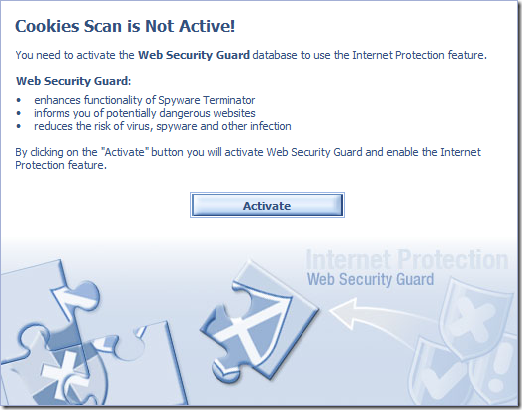 Cookies Scan is Not Active!
You need to activate the Web Security Guard database to use the Internet Protection feature.
Web Security Guard:
• enhances functionality of Spyware Terminator
• informs you of potentially dangerous websites
• reduces the risk of virus, spyware and other infection
By clicking on the "Activate" button you will activate Web Security Guard and enable the Internet
Protection feature.
Activate
Internet Protection
Web Security Guard